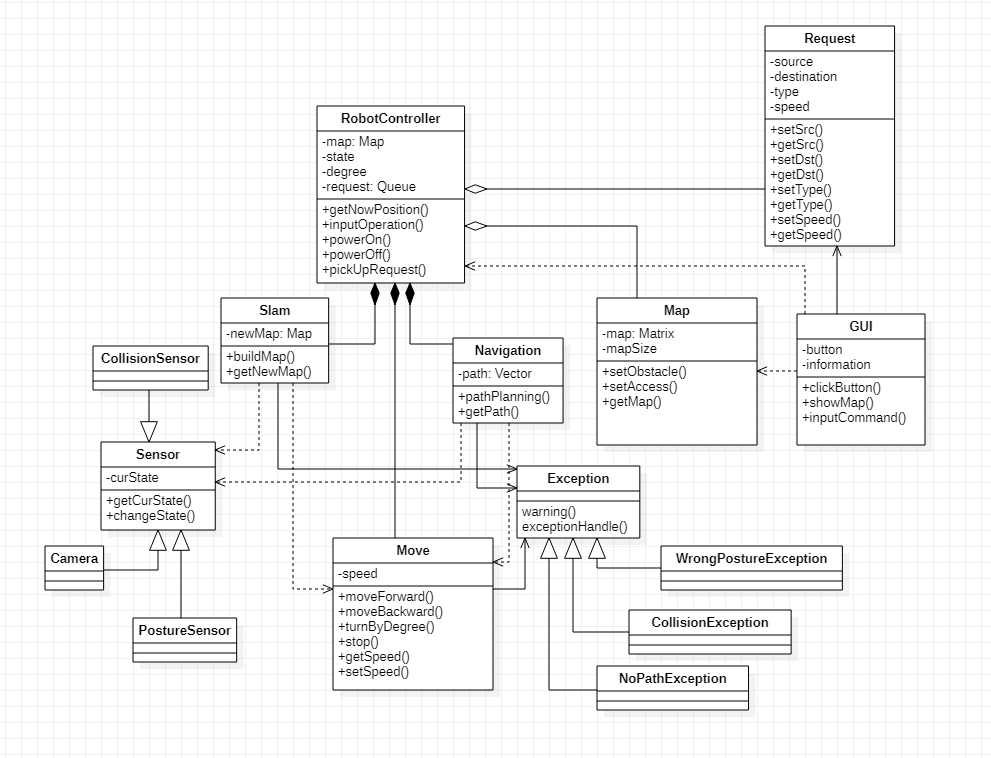 Request
-source
-destination
-type
-speed
+setSrc()
+getSrc()
+setDst()
+getDst()
+setType()
+getType()
+setSpeed()
+getSpeed()
RobotController
-map: Map
-state
-degree
-request: Queue
+getNowPosition()
+inputOperation()
+powerOn()
+powerOff()
+pickUpRequest()
Slam
-newMap: Map
+buildMap()
+getNewMap()
Map
-map: Matrix
-mapSize
+setObstacle()
+setAccess()
+getMap()
GUI
-button
-information
+clickButton()
+showMap()
+inputCommand()
Navigation
-path: Vector
+pathPlanning()
+getPath()
CollisionSensor
Sensor
-curState
+getCurState()
+changeState()
Exception
warning()
exceptionHandle()
Camera
Move
-speed
+moveForward()
+moveBackward()
+turnByDegree()
+stop()
+getSpeed()
+setSpeed()
WrongPostureException
PostureSensor
CollisionException
NoPathException